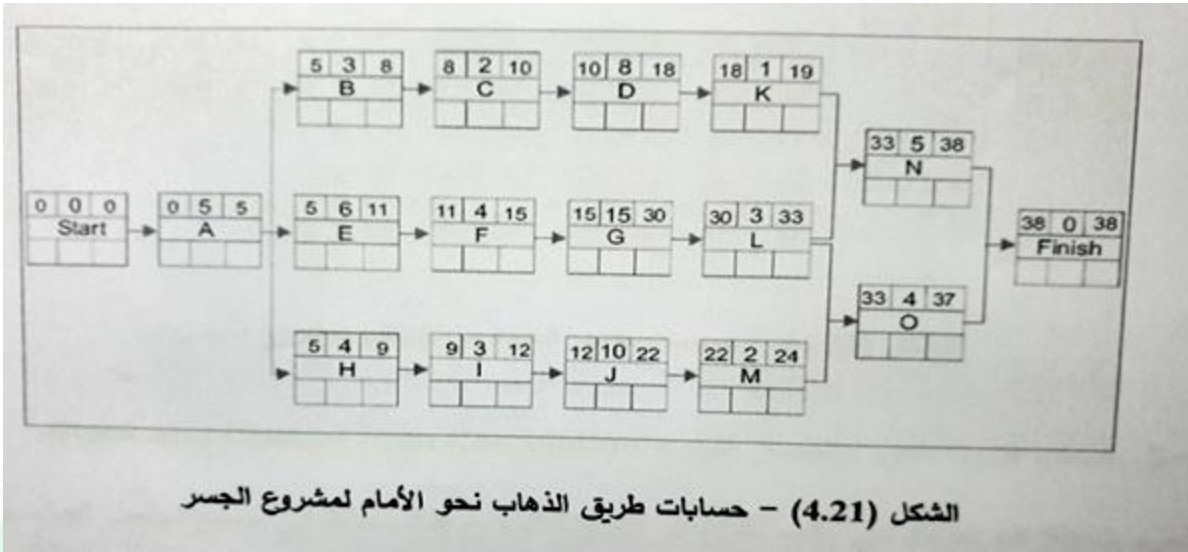 5 3 8
B
8 2 10
C
10 8 18
D
18 1 19
K
33 5 38
N
0 0 0
Start
0 5 5
A
5 6 11
E
11 4 15
F
15 15 30
G
30 3 33
L
38 0 38
Finish
33 4 37
O
5 4 9
H
9 3 12
I
12 10 22
J
22 2 24
M
الشكل (4.21) - حسابات طريق الذهاب نحو الأمام لمشروع الجسر